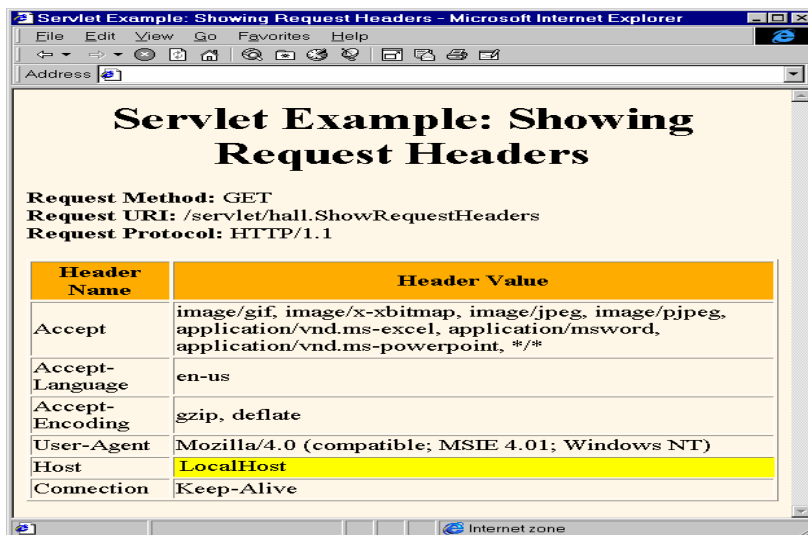 Servlet Example: Showing Request Headers - Microsoft Internet Explorer
File Edit View Go Favorites Help
Address
Servlet Example: Showing
Request Headers
Request Method: GET
Request URI: /servlet/hall.ShowRequestHeaders
Request Protocol: HTTP/1.1
Header
Name
Header Value
Accept
image/gif, image/x-xbitmap, image/jpeg, image/pjpeg,
application/vnd.ms-excel, application/msword,
application/vnd.ms-powerpoint, */*
Accept-
Language
en-us
Accept-
Encoding
gzip, deflate
User-Agent Mozilla/4.0 (compatible; MSIE 4.01; Windows NT)
Host LocalHost
Connection Keep-Alive
Internet zone